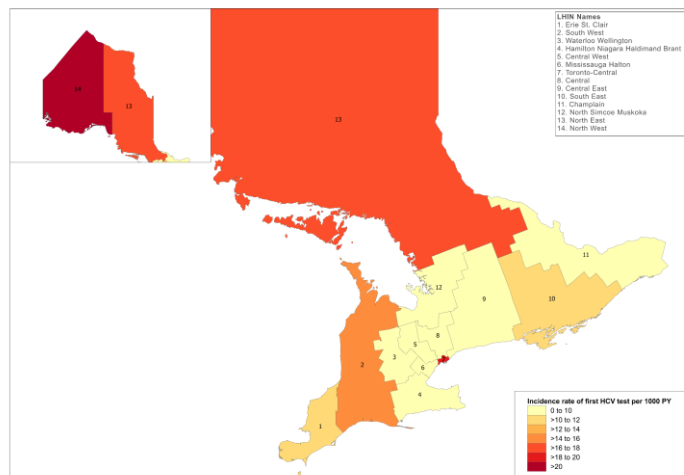 LHIN Names
1. Erie St. Clair
2. South West
3. Waterloo Wellington
4. Hamilton Niagara Haldimand Brant
5. Central West
6. Mississauga Halton
7. Toronto-Central
8. Central
9. Central East
10. South East
11. Champlain
12. North Simcoe Muskoka
13. North East
14. North West
14
13
13
11
12
9
10
8
5
3
2
6
4
1
Incidence rate of first HCV test per 1000 PY
0 to 10
>10 to 12
>12 to 14
>14 to 16
>16 to 18
>18 to 20
>20